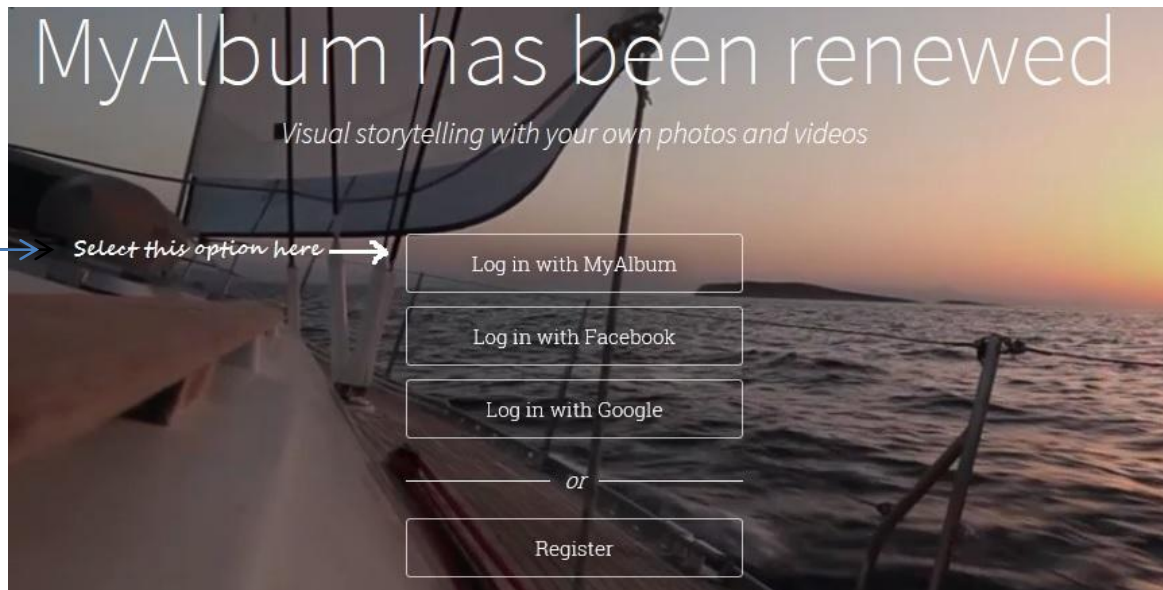 MyAlbum has been renewed
Visual storytelling with your own photos and videos
Select this option here
Log in with MyAlbum
Log in with Facebook
Log in with Google
or
Register